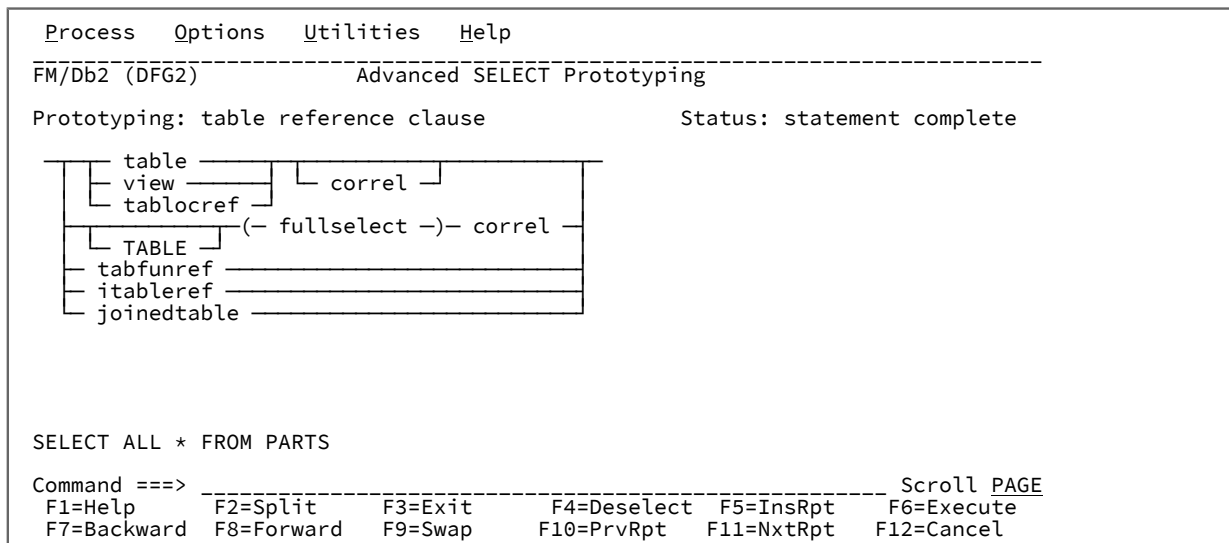 Process Options Utilities Help
FM/Db2 (DFG2) Advanced SELECT Prototyping
Prototyping: table reference clause Status: statement complete
table
view correl
tablocref
( fullselect ) correl
TABLE
tabfunref
itableref
joinedtable
SELECT ALL * FROM PARTS
Command ===> Scroll PAGE
F1=Help F2=Split F3=Exit F4=Deselect F5=InsRpt F6=Execute
F7=Backward F8=Forward F9=Swap F10=PrvRpt F11=NxtRpt F12=Cancel